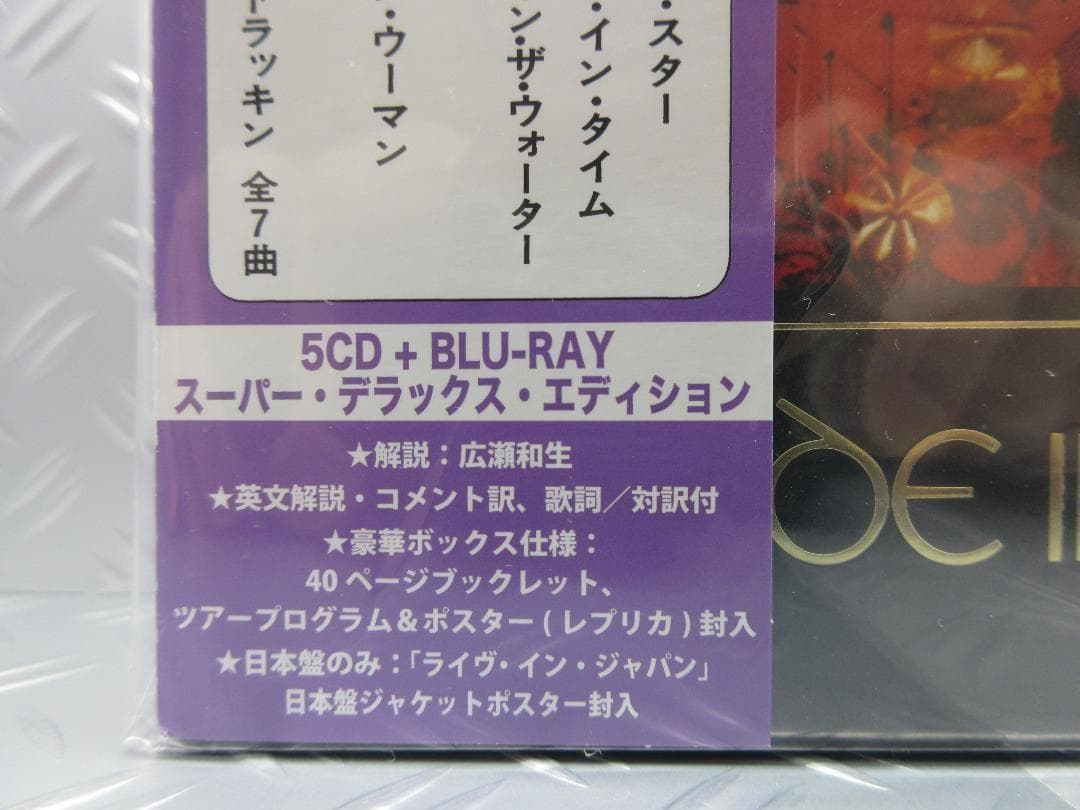 ・スター
・イン・タイム
ン・ザ・ウォーター
・ウーマン
トラッキン 全7曲
5CD + BLU-RAY
スーパー・デラックス・エディション
★解説：広瀬和生
★英文解説・コメント訳、歌詞／対訳付
★豪華ボックス仕様：
40ページブックレット、
ツアープログラム＆ポスター(レプリカ)封入
★日本盤のみ：「ライヴ・イン・ジャパン」
日本盤ジャケットポスター封入